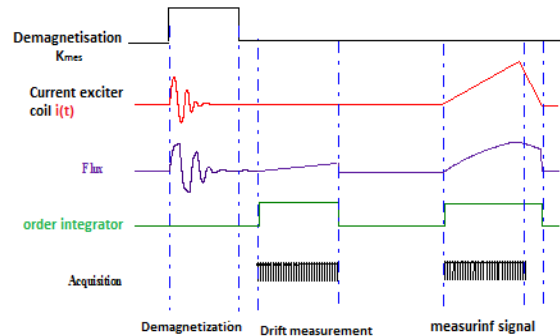 Demagnetisation
Kmes
Current exciter
coil i(t)
Flux
order integrator
Acquisition
Demagnetization
Drift measurement
measurinf signal